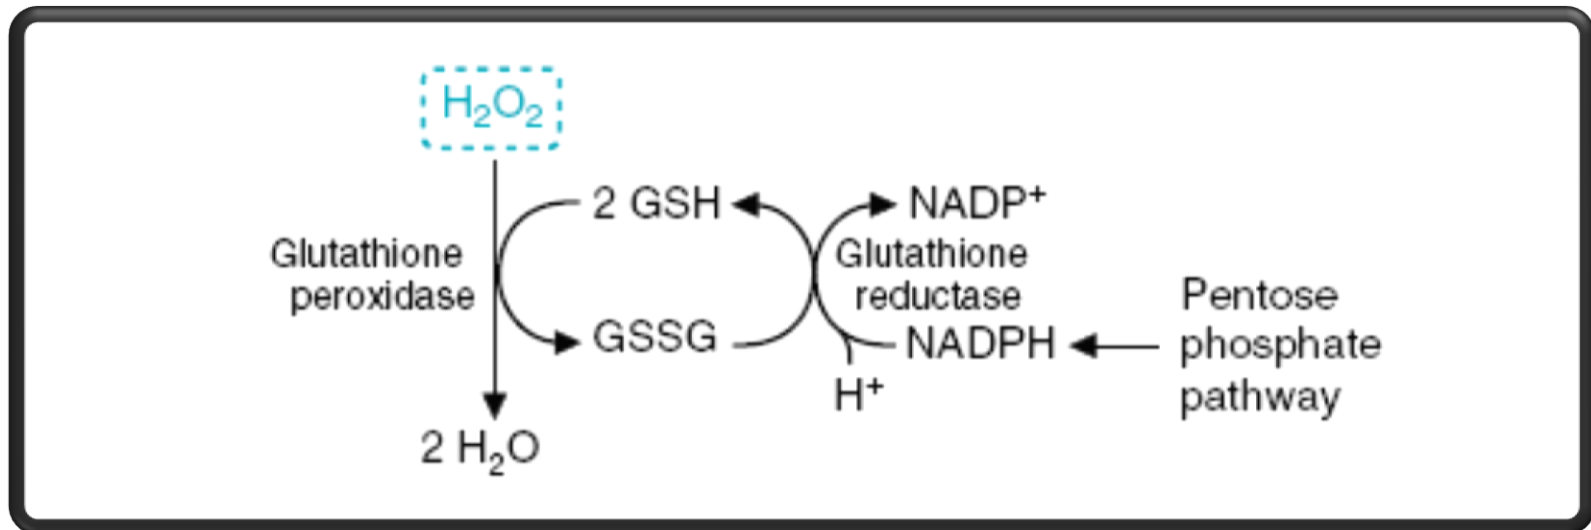 H₂O₂
2 GSH
NADP⁺
Glutathione
peroxidase
Glutathione
reductase
GSSG
NADPH
H⁺
Pentose
phosphate
pathway
2 H₂O